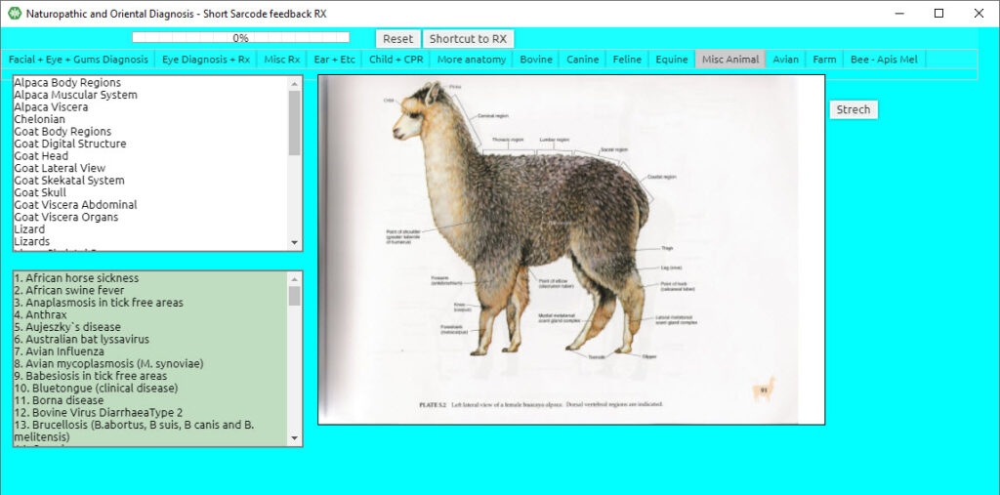 Naturopathic and Oriental Diagnosis - Short Sarcode feedback RX
0%
Reset
Shortcut to RX
Facial + Eye + Gums Diagnosis
Eye Diagnosis + Rx
Misc Rx
Ear + Etc
Child + CPR
More anatomy
Bovine
Canine
Feline
Equine
Misc Animal
Avian
Farm
Bee - Apis Mel
Alpaca Body Regions
Alpaca Muscular System
Alpaca Viscera
Chelonian
Goat Body Regions
Goat Digital Structure
Goat Head
Goat Lateral View
Goat Skekatal System
Goat Skull
Goat Viscera Abdominal
Goat Viscera Organs
Lizard
Lizards
1. African horse sickness
2. African swine fever
3. Anaplasmosis in tick free areas
4. Anthrax
5. Aujeszky`s disease
6. Australian bat lyssavirus
7. Avian Influenza
8. Avian mycoplasmosis (M. synoviae)
9. Babesiosis in tick free areas
10. Bluetongue (clinical disease)
11. Borna disease
12. Bovine Virus DiarrhaeaType 2
13. Brucellosis (B.abortus, B suis, B canis and B.
melitensis)
Pinna
Cervical region
Thoracic region
Lumbar region
Sacral region
Caudal region
Point of shoulder
(greater tubercle
of humerus)
Thigh
Leg (crus)
Point of hock
(calcaneal tuber)
Forearm
(antebrachium)
Point of elbow
(olecranon tuber)
Knee
(carpus)
Forecannon
(metacarpus)
Medial metatarsal
scent gland complex
Lateral metatarsal
scent gland complex
Toenails
Slipper
91
PLATE 5.2 Left lateral view of a female huacaya alpaca. Dorsal vertebral regions are indicated.
Strech